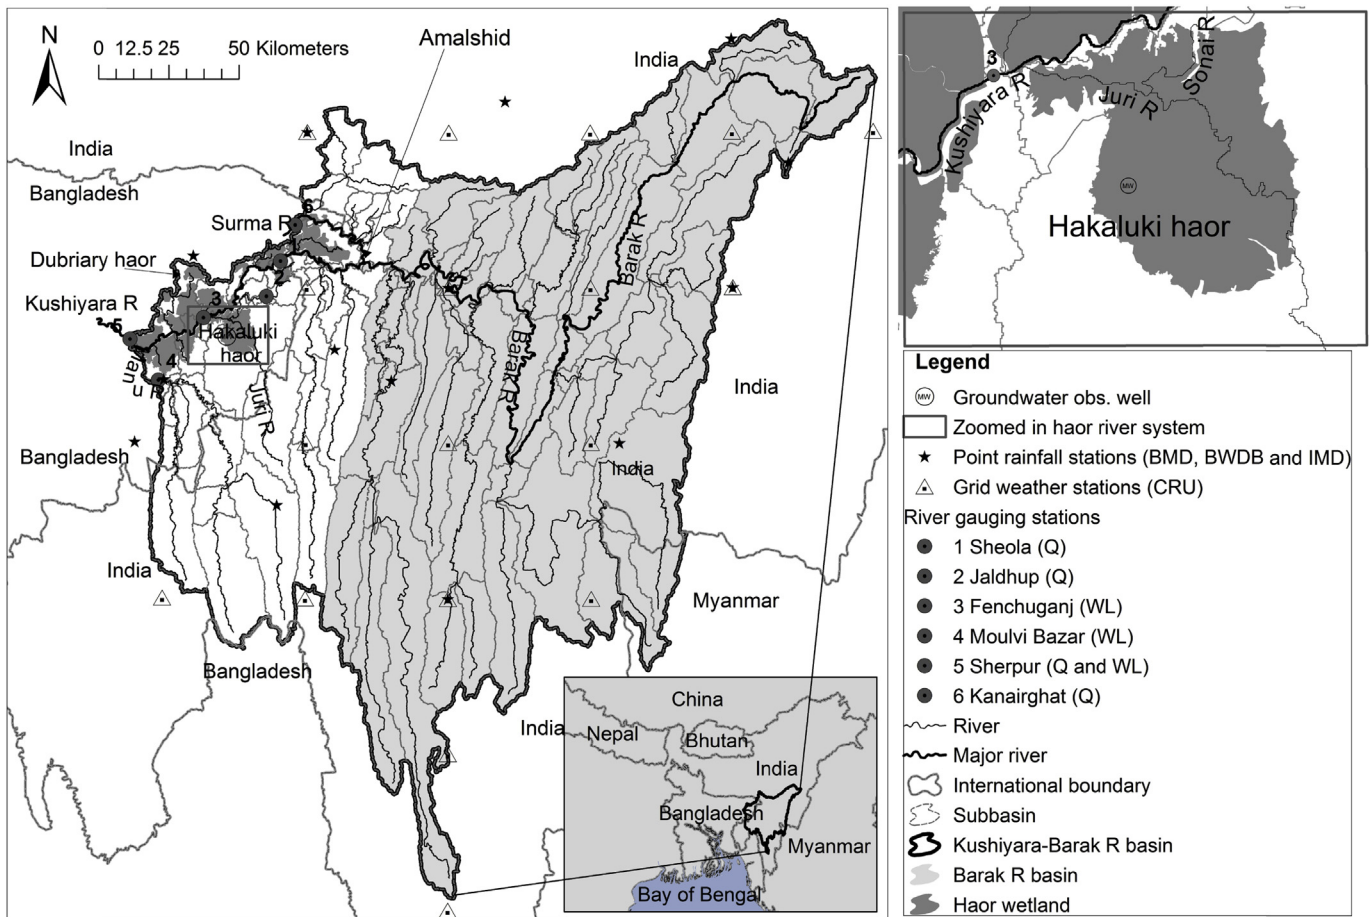 N
0 12.5 25 50 Kilometers
Amalshid
India
India
Bangladesh
6
Surma R
1
Dubriary haor
2
Kushiyara R
3
5
Hakaluki
haor
4
Juri R
Barak R
Barak R
India
Bangladesh
India
India
Myanmar
Bangladesh
India
China
Nepal
Bhutan
India
Bangladesh
Myanmar
Bay of Bengal
3
Kushiyara R
Juri R
Sonai R
MW
Hakaluki haor
Legend
MW Groundwater obs. well
Zoomed in haor river system
Point rainfall stations (BMD, BWDB and IMD)
Grid weather stations (CRU)
River gauging stations
1 Sheola (Q)
2 Jaldhup (Q)
3 Fenchuganj (WL)
4 Moulvi Bazar (WL)
5 Sherpur (Q and WL)
6 Kanairghat (Q)
River
Major river
International boundary
Subbasin
Kushiyara-Barak R basin
Barak R basin
Haor wetland